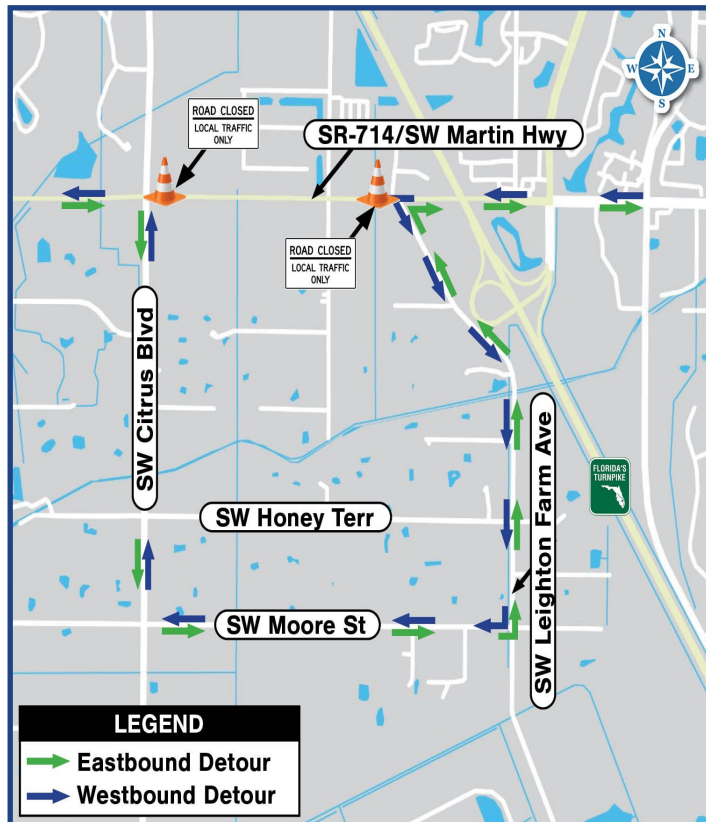 N
W E
S
ROAD CLOSED
LOCAL TRAFFIC
ONLY
SR-714/SW Martin Hwy
ROAD CLOSED
LOCAL TRAFFIC
ONLY
SW Citrus Blvd
SW Leighton Farm Ave
FLORIDA'S
TURNPIKE
SW Honey Terr
SW Moore St
LEGEND
Eastbound Detour
Westbound Detour